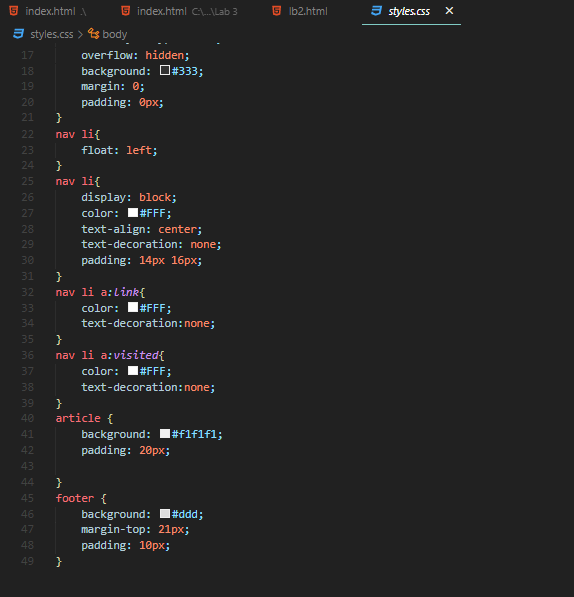 index.html .\ index.html C:\...\Lab 3 lb2.html styles.css ×
styles.css > body
17 overflow: hidden;
18 background: #333;
19 margin: 0;
20 padding: 0px;
21 }
22 nav li{
23 float: left;
24 }
25 nav li{
26 display: block;
27 color: #FFF;
28 text-align: center;
29 text-decoration: none;
30 padding: 14px 16px;
31 }
32 nav li a:link{
33 color: #FFF;
34 text-decoration:none;
35 }
36 nav li a:visited{
37 color: #FFF;
38 text-decoration:none;
39 }
40 article {
41 background: #f1f1f1;
42 padding: 20px;
43
44 }
45 footer {
46 background: #ddd;
47 margin-top: 21px;
48 padding: 10px;
49 }